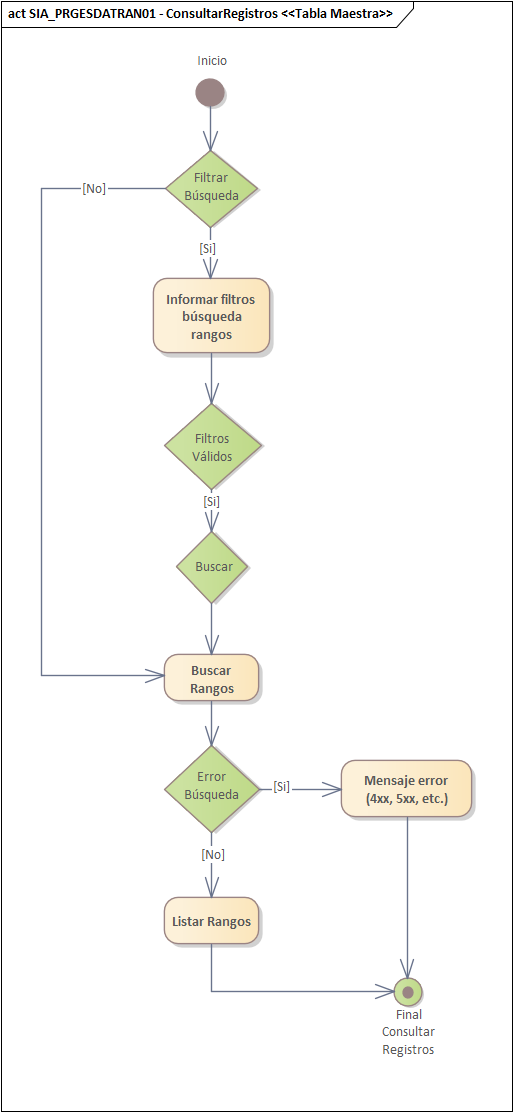 act SIA_PRGESDATRAN01 - ConsultarRegistros <<Tabla Maestra>>
Inicio
Filtrar
Búsqueda
[No]
[Si]
Informar filtros
búsqueda
rangos
Filtros
Válidos
[Si]
Buscar
Buscar
Rangos
Error
Búsqueda
[Si]
Mensaje error
(4xx, 5xx, etc.)
[No]
Listar Rangos
Final
Consultar
Registros